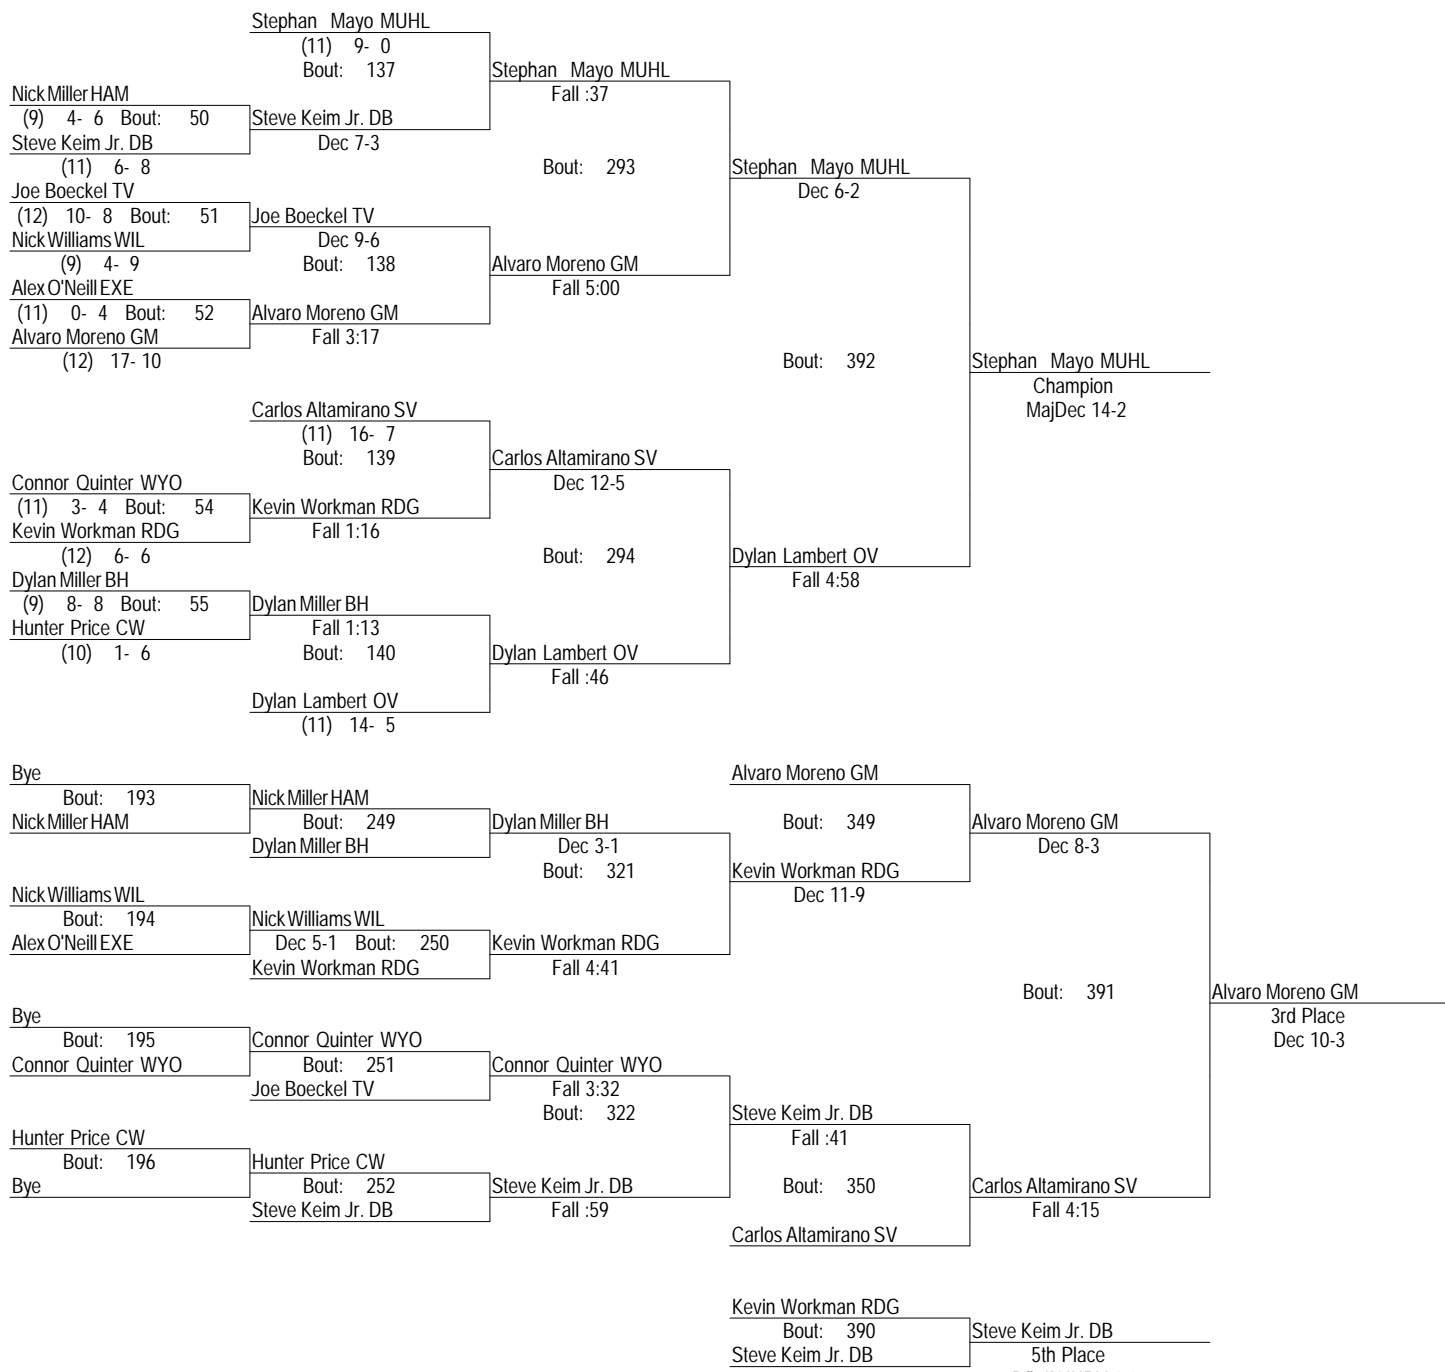 Stephan Mayo MUHL
(11) 9- 0
Bout: 137
Stephan Mayo MUHL
Fall :37
Nick Miller HAM
(9) 4- 6 Bout: 50
Steve Keim Jr. DB
Steve Keim Jr. DB
Dec 7-3
(11) 6- 8
Bout: 293
Stephan Mayo MUHL
Dec 6-2
Joe Boeckel TV
(12) 10- 8 Bout: 51
Joe Boeckel TV
Nick Williams WIL
Dec 9-6
(9) 4- 9
Bout: 138
Alvaro Moreno GM
Fall 5:00
Alex O'Neill EXE
(11) 0- 4 Bout: 52
Alvaro Moreno GM
Alvaro Moreno GM
Fall 3:17
(12) 17- 10
Bout: 392
Stephan Mayo MUHL
Champion
MajDec 14-2
Carlos Altamirano SV
(11) 16- 7
Bout: 139
Carlos Altamirano SV
Dec 12-5
Connor Quinter WYO
(11) 3- 4 Bout: 54
Kevin Workman RDG
Kevin Workman RDG
Fall 1:16
(12) 6- 6
Bout: 294
Dylan Lambert OV
Fall 4:58
Dylan Miller BH
(9) 8- 8 Bout: 55
Dylan Miller BH
Hunter Price CW
Fall 1:13
(10) 1- 6
Bout: 140
Dylan Lambert OV
Fall :46
Dylan Lambert OV
(11) 14- 5
Bye
Bout: 193
Nick Miller HAM
Nick Miller HAM
Bout: 249
Dylan Miller BH
Dylan Miller BH
Dec 3-1
Bout: 321
Alvaro Moreno GM
Bout: 349
Alvaro Moreno GM
Dec 8-3
Kevin Workman RDG
Dec 11-9
Nick Williams WIL
Bout: 194
Nick Williams WIL
Alex O'Neill EXE
Dec 5-1 Bout: 250
Kevin Workman RDG
Kevin Workman RDG
Fall 4:41
Bout: 391
Alvaro Moreno GM
3rd Place
Dec 10-3
Bye
Bout: 195
Connor Quinter WYO
Connor Quinter WYO
Bout: 251
Connor Quinter WYO
Joe Boeckel TV
Fall 3:32
Bout: 322
Steve Keim Jr. DB
Fall :41
Hunter Price CW
Bout: 196
Hunter Price CW
Bye
Bout: 252
Steve Keim Jr. DB
Steve Keim Jr. DB
Fall :59
Bout: 350
Carlos Altamirano SV
Fall 4:15
Carlos Altamirano SV
Kevin Workman RDG
Bout: 390
Steve Keim Jr. DB
Steve Keim Jr. DB
5th Place